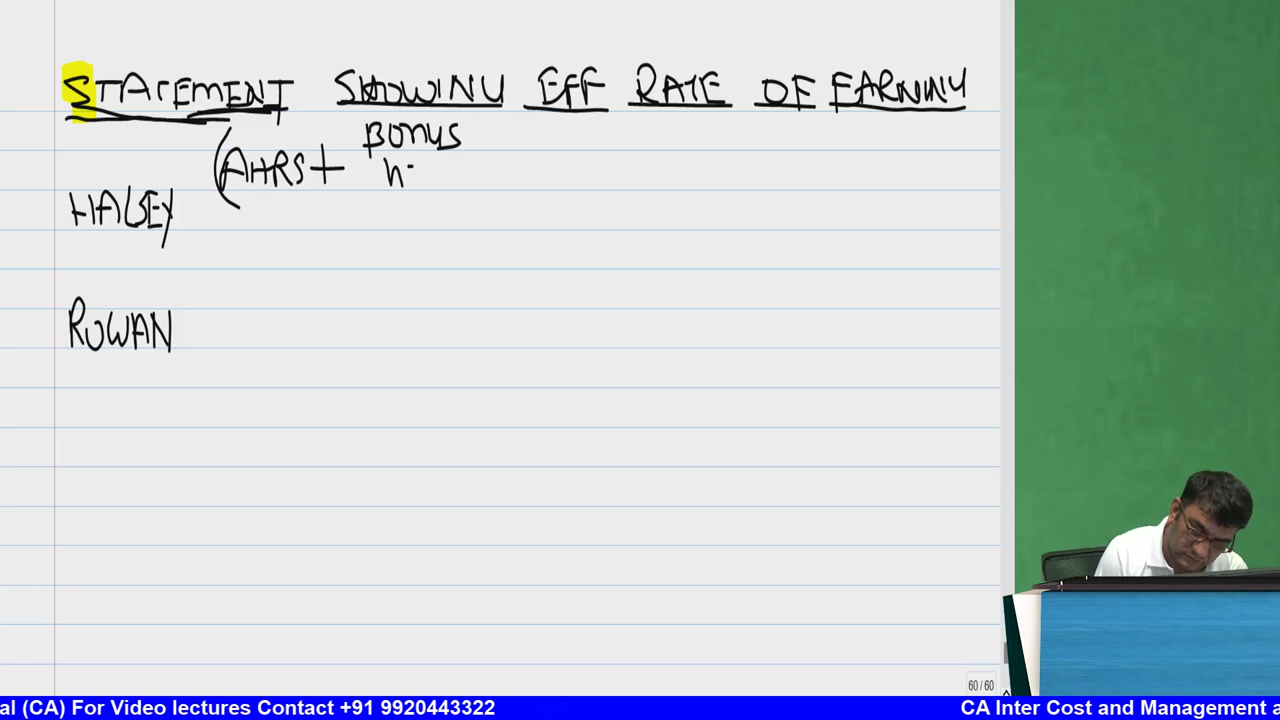 STATEMENT SHOWING EFF RATE OF EARNING
BONUS
(AHRS +
HALSEY
ROWAN
60 / 60
al (CA) For Video lectures Contact +91 9920443322
CA Inter Cost and Management a